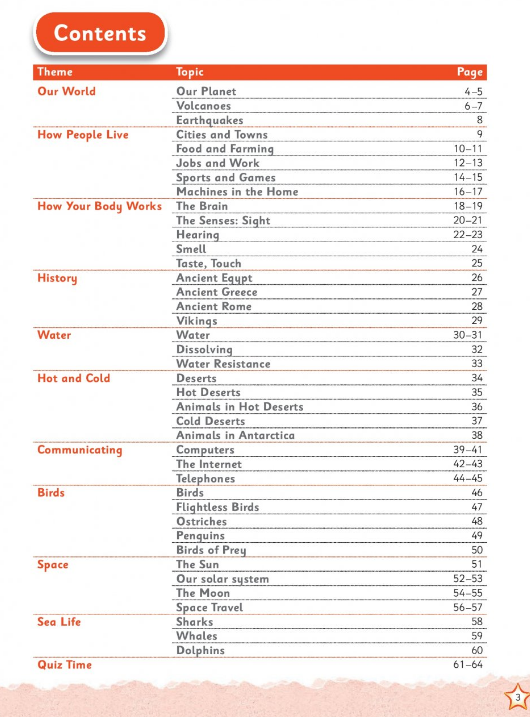 Contents
Theme Topic Page
Our World Our Planet 4–5
Volcanoes 6–7
Earthquakes 8
How People Live Cities and Towns 9
Food and Farming 10–11
Jobs and Work 12–13
Sports and Games 14–15
Machines in the Home 16–17
How Your Body Works The Brain 18–19
The Senses: Sight 20–21
Hearing 22–23
Smell 24
Taste, Touch 25
History Ancient Egypt 26
Ancient Greece 27
Ancient Rome 28
Vikings 29
Water Water 30–31
Dissolving 32
Water Resistance 33
Hot and Cold Deserts 34
Hot Deserts 35
Animals in Hot Deserts 36
Cold Deserts 37
Animals in Antarctica 38
Communicating Computers 39–41
The Internet 42–43
Telephones 44–45
Birds Birds 46
Flightless Birds 47
Ostriches 48
Penguins 49
Birds of Prey 50
Space The Sun 51
Our solar system 52–53
The Moon 54–55
Space Travel 56–57
Sea Life Sharks 58
Whales 59
Dolphins 60
Quiz Time 61–64
3